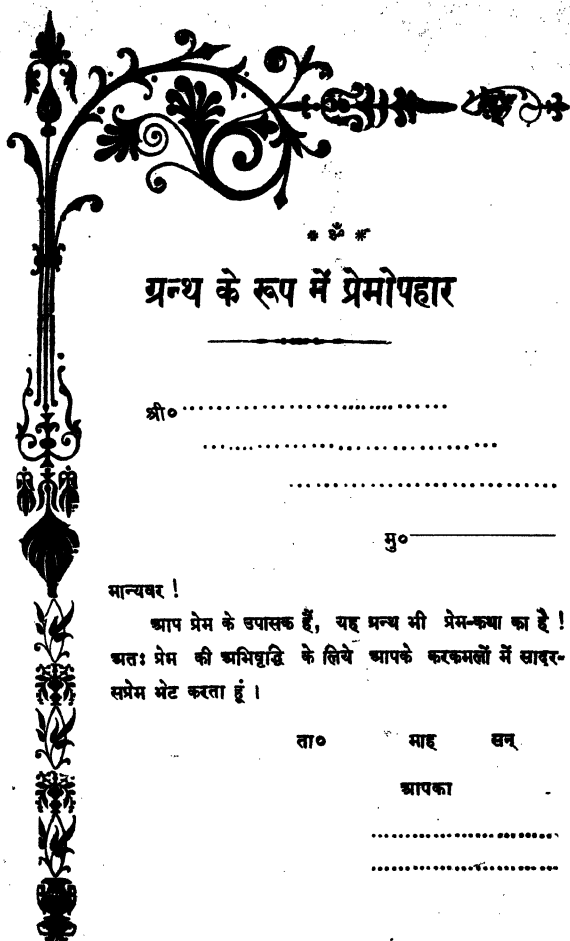 * ॐ *
ग्रन्थ के रूप में प्रेमोपहार
श्री०..............................
..............................
..............................
मु०
मान्यवर !
आप प्रेम के उपासक हैं, यह ग्रन्थ भी प्रेम-कथा का है !
अतः प्रेम की अभिवृद्धि के लिये आपके करकमलों में सादर-
सप्रेम भेट करता हूं ।
ता० माह सन्
आपका
..............................
..............................